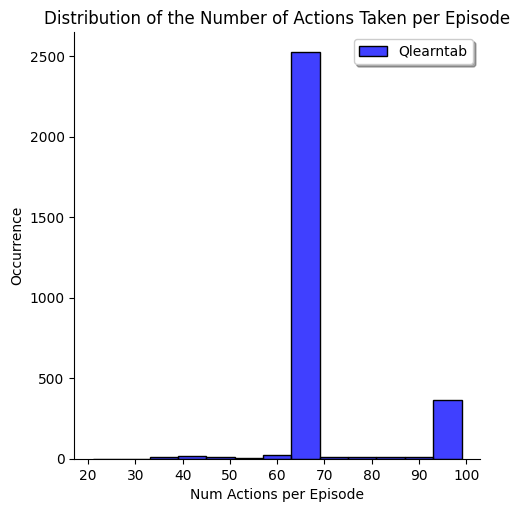 Distribution of the Number of Actions Taken per Episode
Qlearntab
2500
2000
1500
1000
500
0
Occurrence
20 30 40 50 60 70 80 90 100
Num Actions per Episode